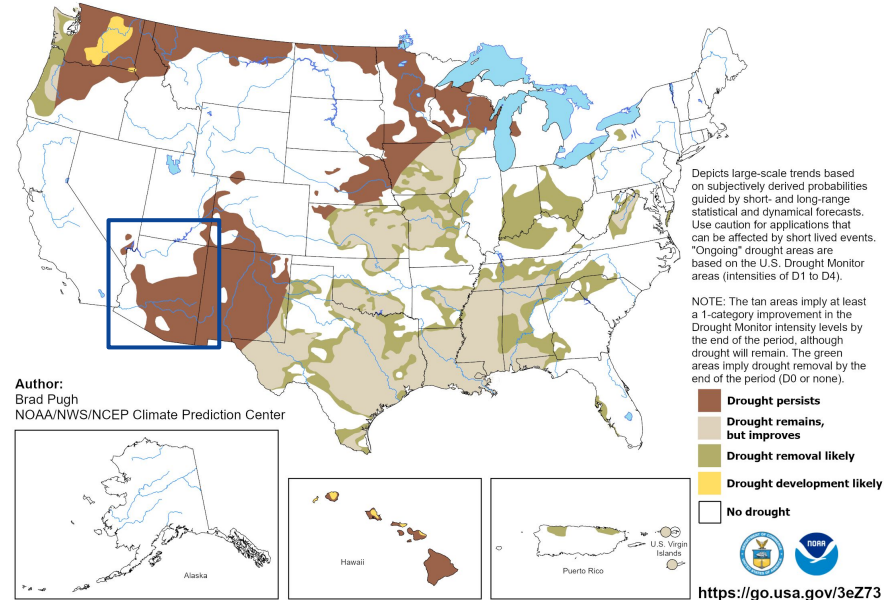 Depicts large-scale trends based
on subjectively derived probabilities
guided by short- and long-range
statistical and dynamical forecasts.
Use caution for applications that
can be affected by short lived events.
"Ongoing" drought areas are
based on the U.S. Drought Monitor
areas (intensities of D1 to D4).
NOTE: The tan areas imply at least
a 1-category improvement in the
Drought Monitor intensity levels by
the end of the period, although
drought will remain. The green
areas imply drought removal by the
end of the period (D0 or none).
Author:
Brad Pugh
NOAA/NWS/NCEP Climate Prediction Center
Drought persists
Drought remains,
but improves
Drought removal likely
Drought development likely
No drought
Alaska
Hawaii
Puerto Rico
U.S. Virgin
Islands
NOAA
https://go.usa.gov/3eZ73